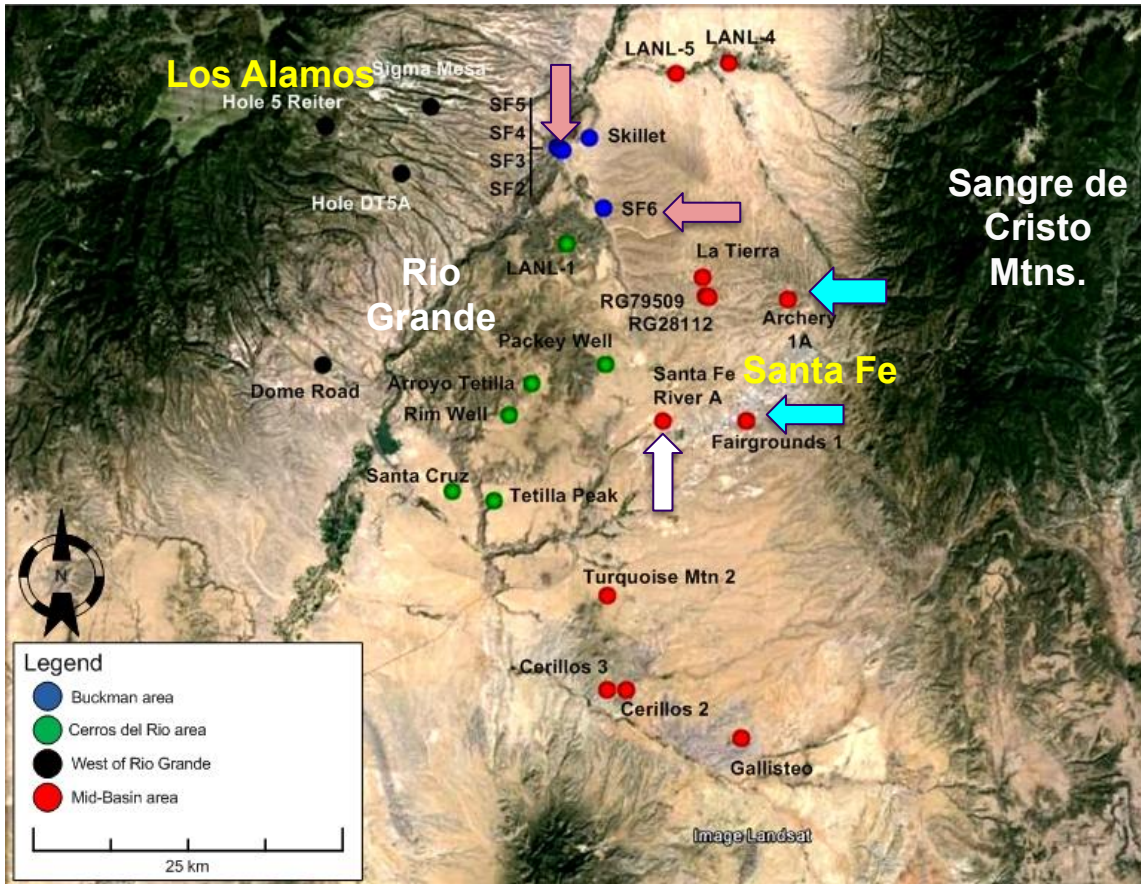 LANL-5
LANL-4
Los Alamos
Sigma Mesa
Hole 5 Reiter
SF5
SF4
SF3
SF2
Skillet
Hole DT5A
SF6
Sangre de
Cristo
Mtns.
LANL-1
La Tierra
Rio
Grande
RG79509
RG28112
Archery
1A
Packey Well
Dome Road
Arroyo Tetilla
Santa Fe
River A
Santa Fe
Rim Well
Fairgrounds 1
Santa Cruz
Tetilla Peak
N
Turquoise Mtn 2
Cerillos 3
Cerillos 2
Gallisteo
Legend
Buckman area
Cerros del Rio area
West of Rio Grande
Mid-Basin area
25 km
Image Landsat